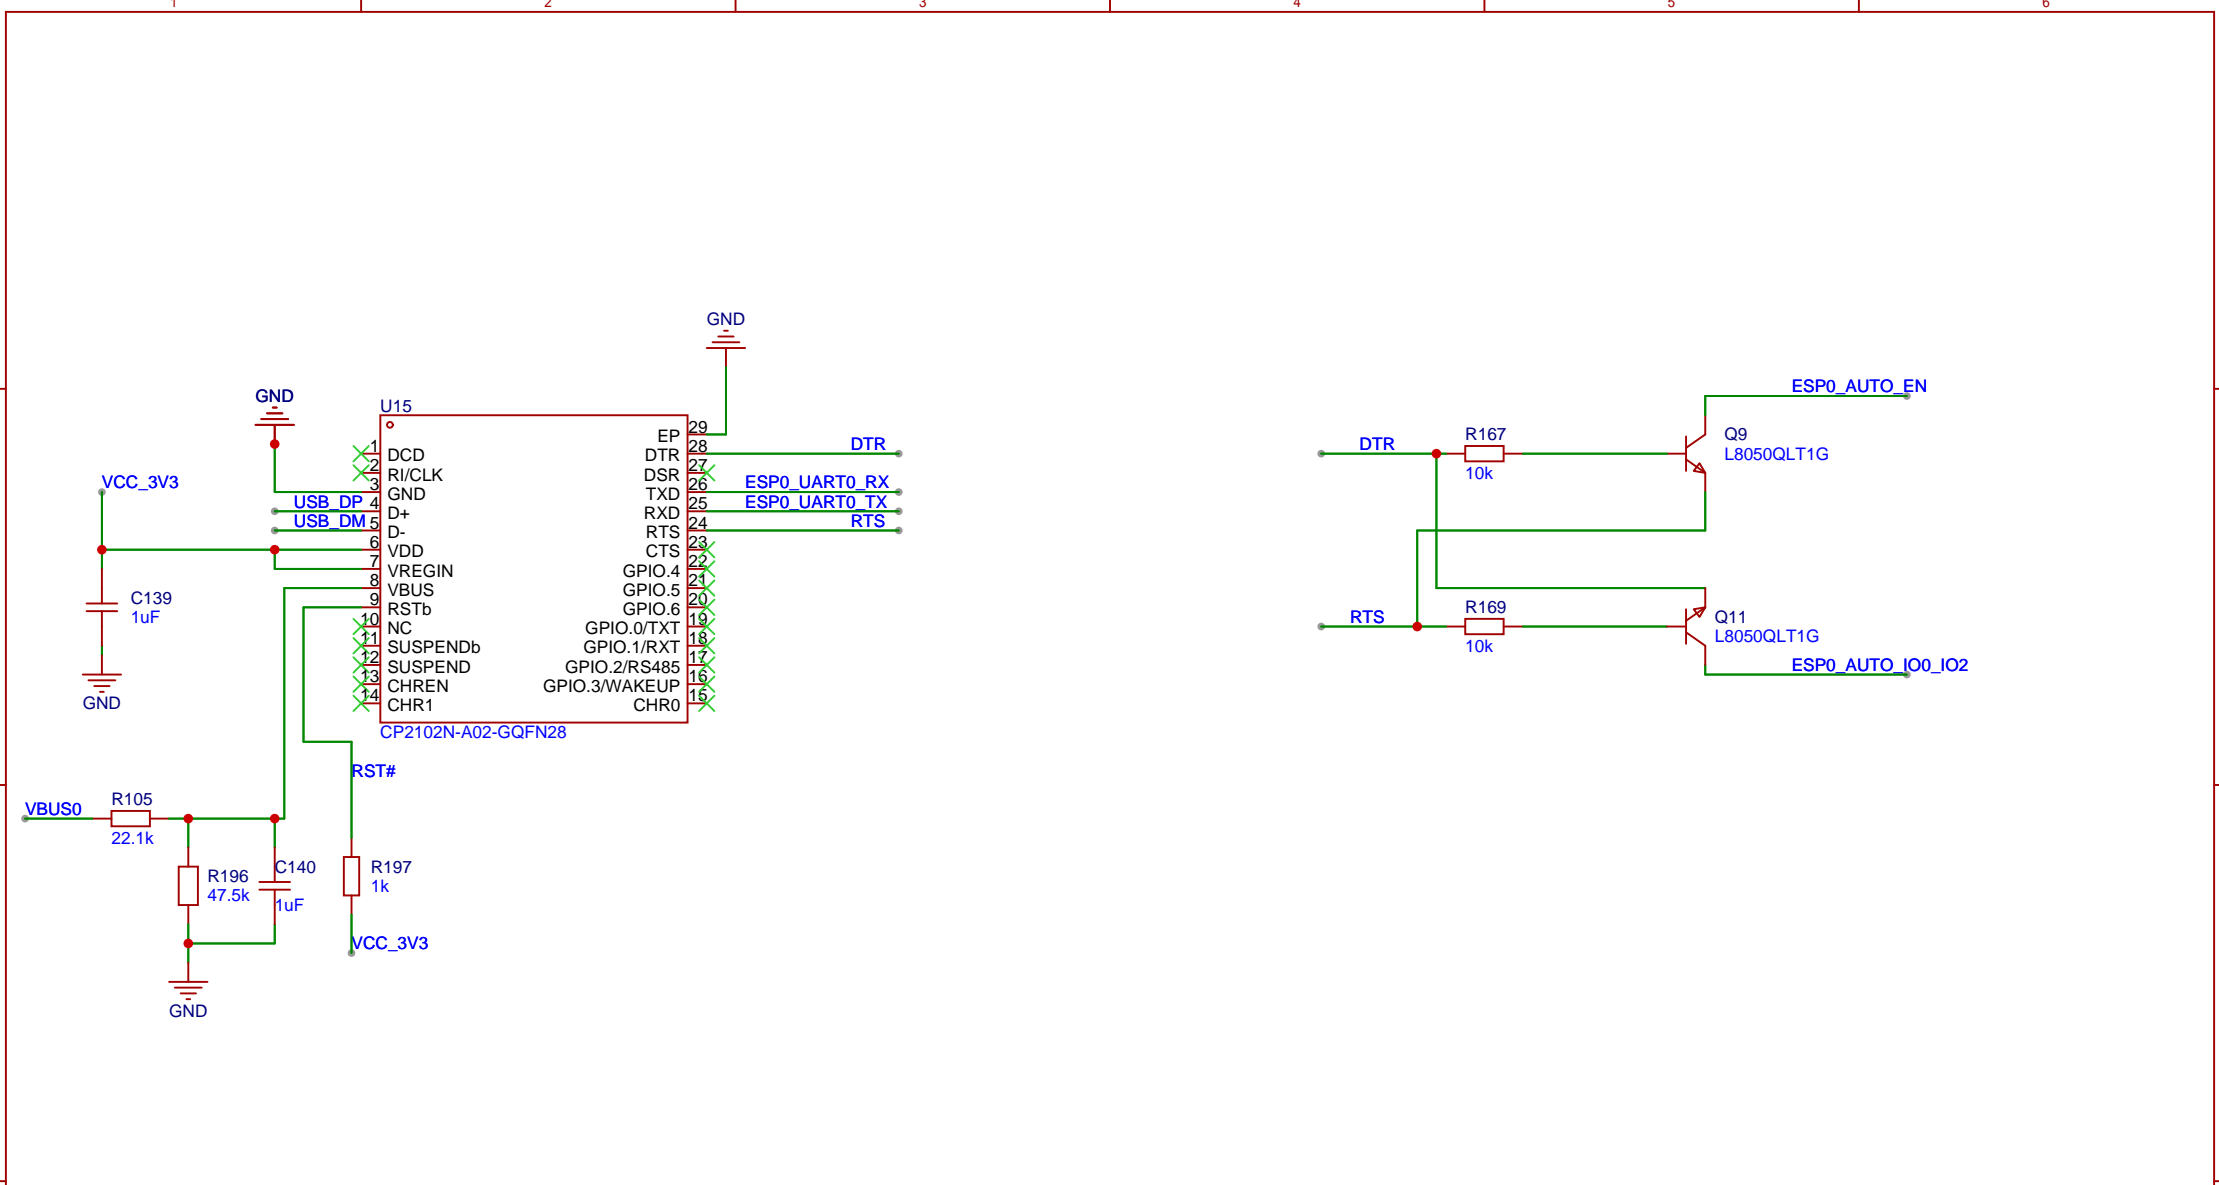 1 2 3 4 5 6
GND
GND
U15
VCC_3V3
USB_DP
USB_DM
1 DCD
2 RI/CLK
3 GND
4 D+
5 D-
6 VDD
7 VREGIN
8 VBUS
9 RSTb
10 NC
11 SUSPENDb
12 SUSPEND
13 CHREN
14 CHR1
EP 29
DTR 28
DSR 27
TXD 26
RXD 25
RTS 24
CTS 23
GPIO.4 22
GPIO.5 21
GPIO.6 20
GPIO.0/TXT 19
GPIO.1/RXT 18
GPIO.2/RS485 17
GPIO.3/WAKEUP 16
CHR0 15
CP2102N-A02-GQFN28
DTR
ESP0_UART0_RX
ESP0_UART0_TX
RTS
C139
1uF
GND
RST#
VBUS0
R105
22.1k
R196
47.5k
C140
1uF
R197
1k
VCC_3V3
GND
ESP0_AUTO_EN
DTR
R167
10k
Q9
L8050QLT1G
RTS
R169
10k
Q11
L8050QLT1G
ESP0_AUTO_IO0_IO2